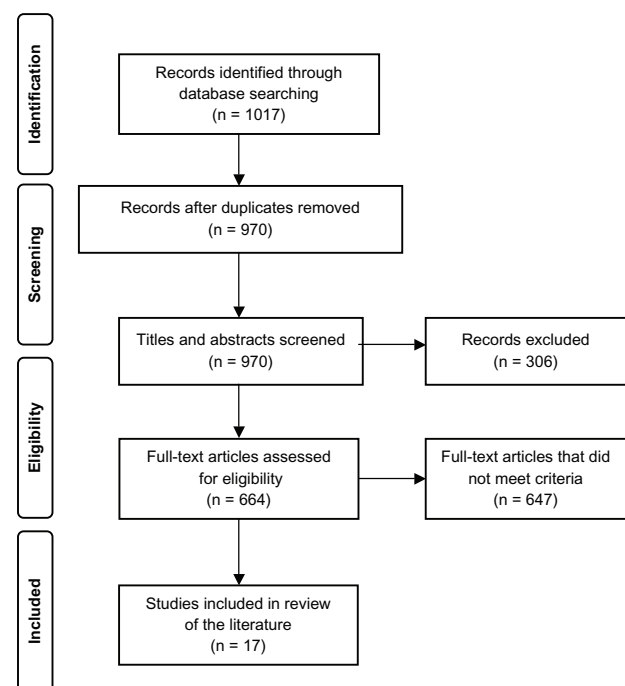 Identification
Records identified through
database searching
(n = 1017)
Screening
Records after duplicates removed
(n = 970)
Titles and abstracts screened
(n = 970)
Records excluded
(n = 306)
Eligibility
Full-text articles assessed
for eligibility
(n = 664)
Full-text articles that did
not meet criteria
(n = 647)
Included
Studies included in review
of the literature
(n = 17)